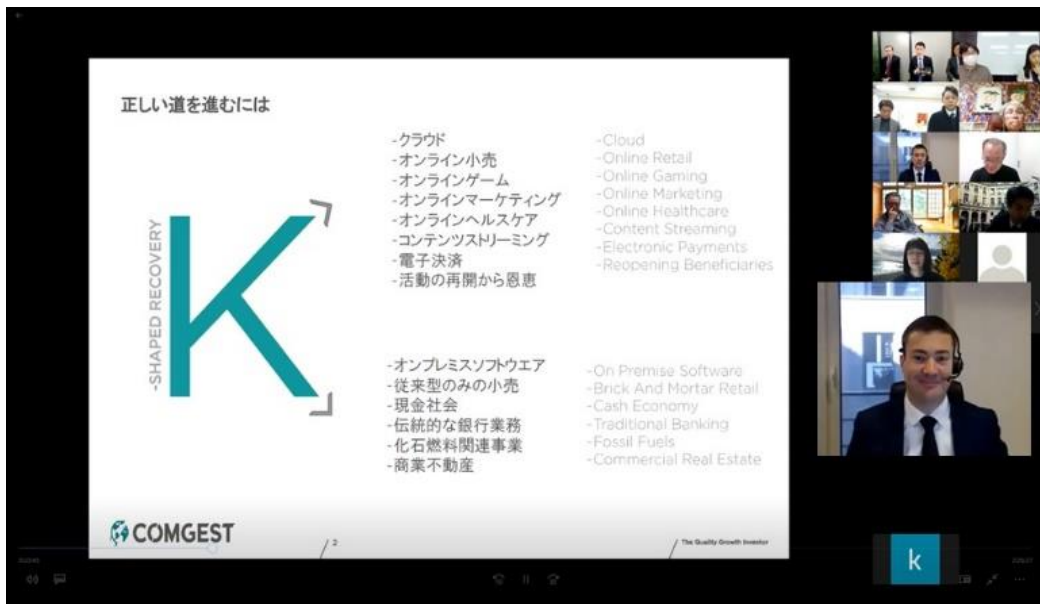 正しい道を進むには
-SHAPED RECOVERY
K
-クラウド
-オンライン小売
-オンラインゲーム
-オンラインマーケティング
-オンラインヘルスケア
-コンテンツストリーミング
-電子決済
-活動の再開から恩恵
-Cloud
-Online Retail
-Online Gaming
-Online Marketing
-Online Healthcare
-Content Streaming
-Electronic Payments
-Reopening Beneficiaries
-オンプレミスソフトウエア
-従来型のみの小売
-現金社会
-伝統的な銀行業務
-化石燃料関連事業
-商業不動産
-On Premise Software
-Brick And Mortar Retail
-Cash Economy
-Traditional Banking
-Fossil Fuels
-Commercial Real Estate
COMGEST
/ 2
/ The Quality Growth Investor
k